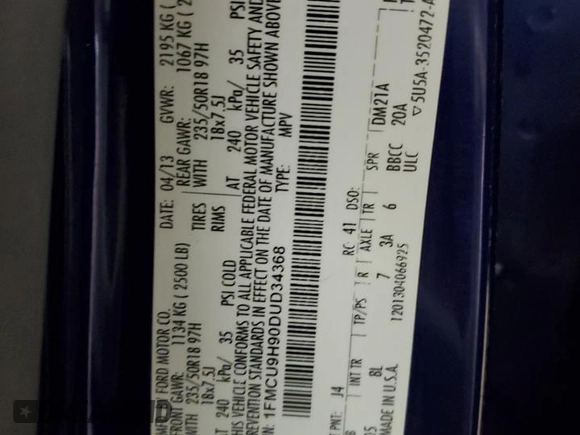 MFD BY FORD MOTOR CO.
DATE: 04/13 GVWR: 2195 KG (
FRONT GAWR: 1134 KG ( 2500 LB) REAR GAWR: 1067 KG ( 2
WITH 235/50R18 97H TIRES WITH 235/50R18 97H
18x7.5J RIMS 18x7.5J
AT 240 kPa/ 35 PSI COLD AT 240 kPa/ 35 PSI
THIS VEHICLE CONFORMS TO ALL APPLICABLE FEDERAL MOTOR VEHICLE SAFETY AND
PREVENTION STANDARDS IN EFFECT ON THE DATE OF MANUFACTURE SHOWN ABOVE
1FMCU9H90DUD34368
TYPE: MPV
PNT: J4 RC: 41 DSO:
INT TR TP/PS R AXLE TR SPR
BL 7 3A 6 BBCC
DM21A
20A
ULC
MADE IN U.S.A.
1201304066925
▽5U5A-3520472-A